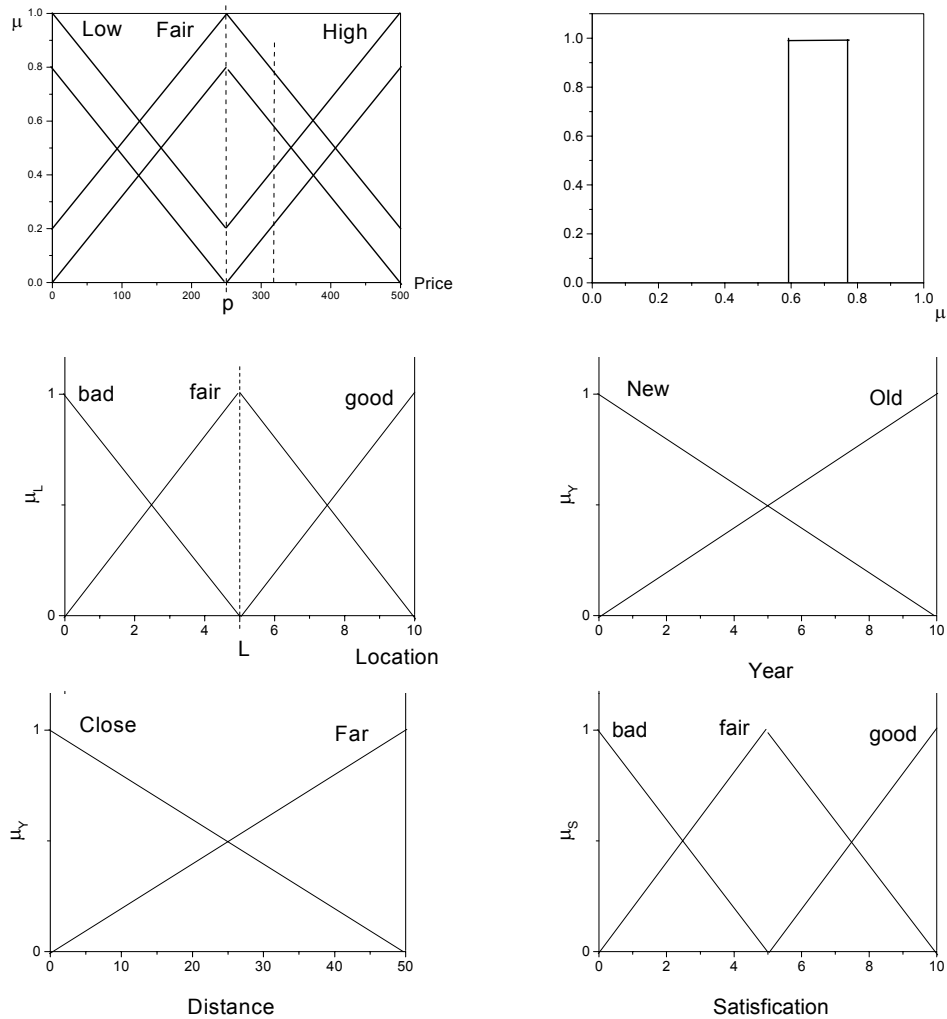 μ
1.0
0.8
0.6
0.4
0.2
0.0
Low Fair High
0 100 200 300 400 500
Price
p
1.0
0.8
0.6
0.4
0.2
0.0
0.0 0.2 0.4 0.6 0.8 1.0
μ
bad fair good
1
0
μL
0 2 4 6 8 10
L
Location
New Old
1
0
μY
0 2 4 6 8 10
Year
Close Far
1
0
μY
0 10 20 30 40 50
Distance
bad fair good
1
0
μS
0 2 4 6 8 10
Satisfication